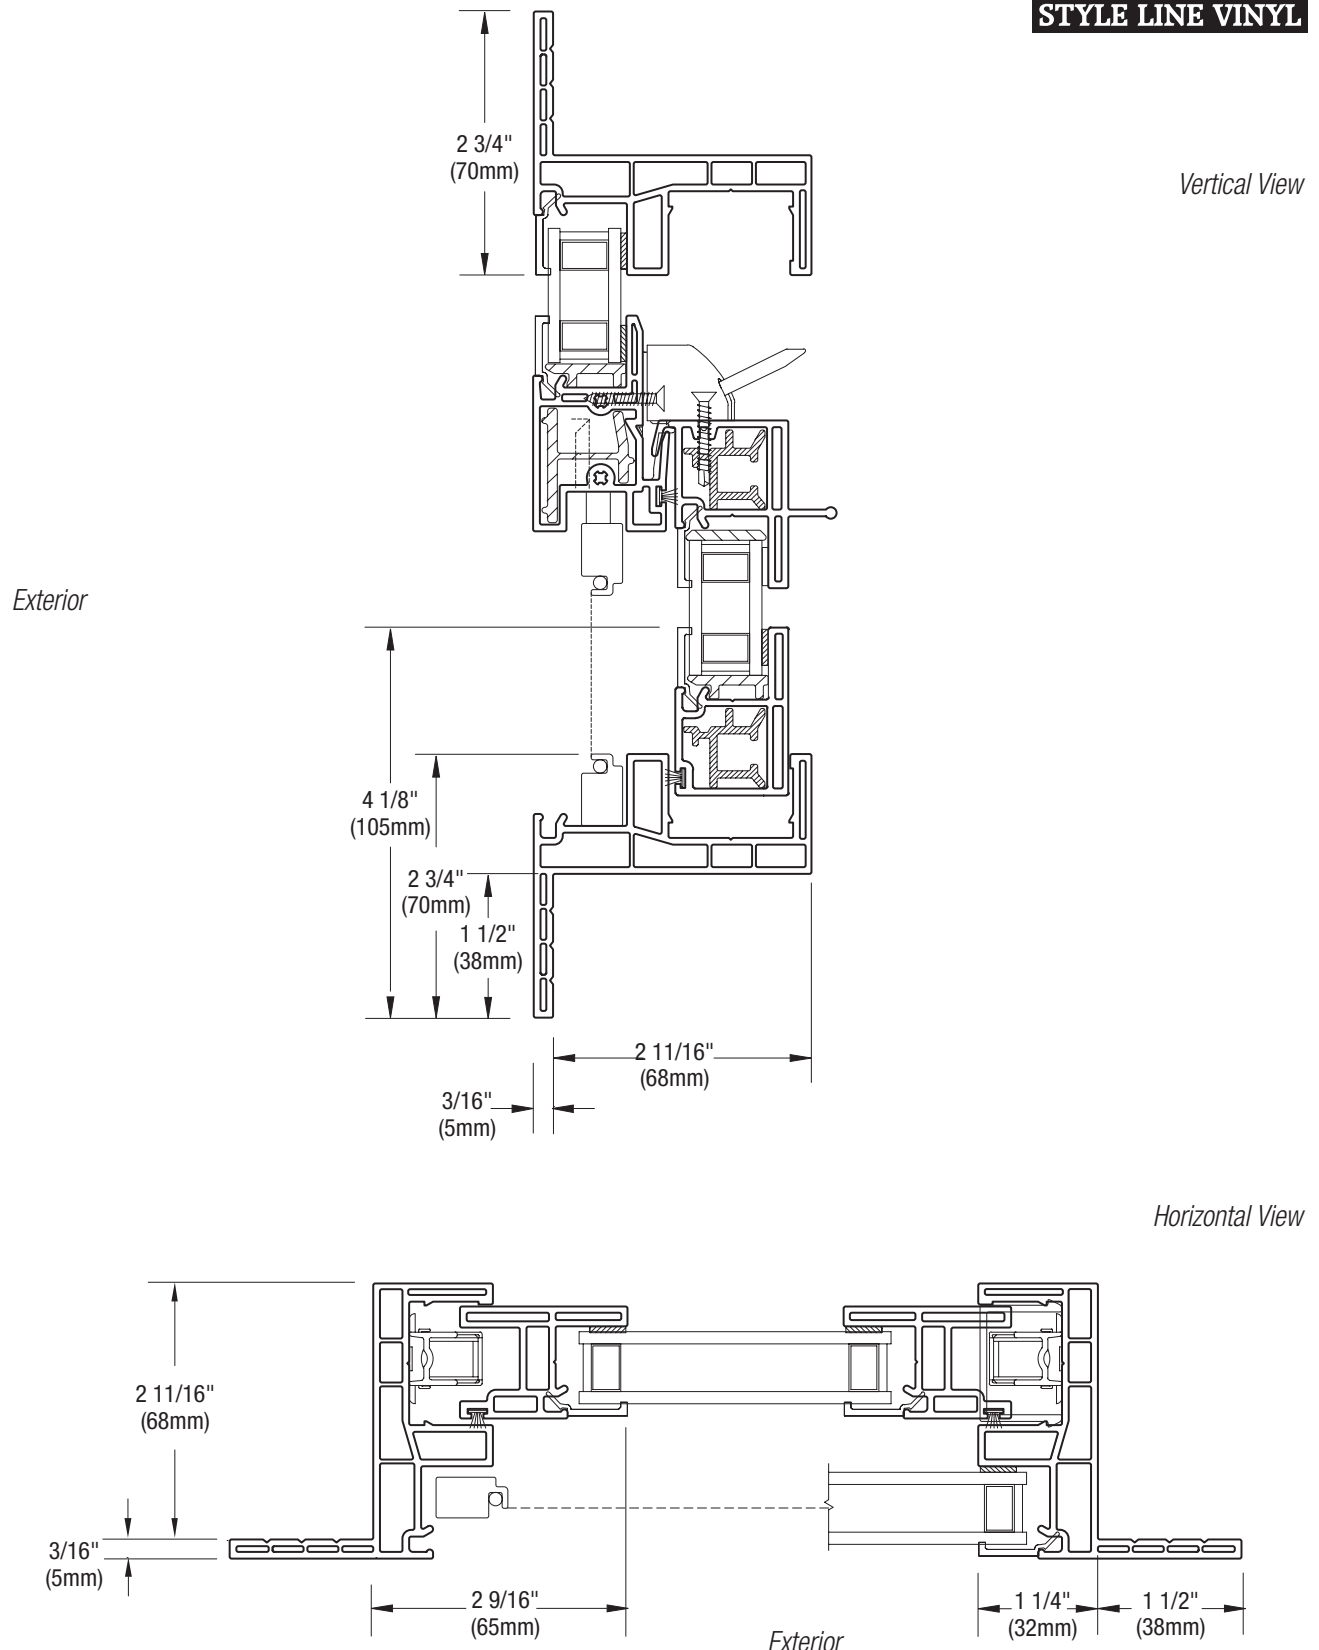 STYLE LINE VINYL
2 3/4"
(70mm)
Vertical View
Exterior
4 1/8"
(105mm)
2 3/4"
(70mm)
1 1/2"
(38mm)
2 11/16"
(68mm)
3/16"
(5mm)
Horizontal View
2 11/16"
(68mm)
3/16"
(5mm)
2 9/16"
(65mm)
1 1/4"
(32mm)
1 1/2"
(38mm)
Exterior